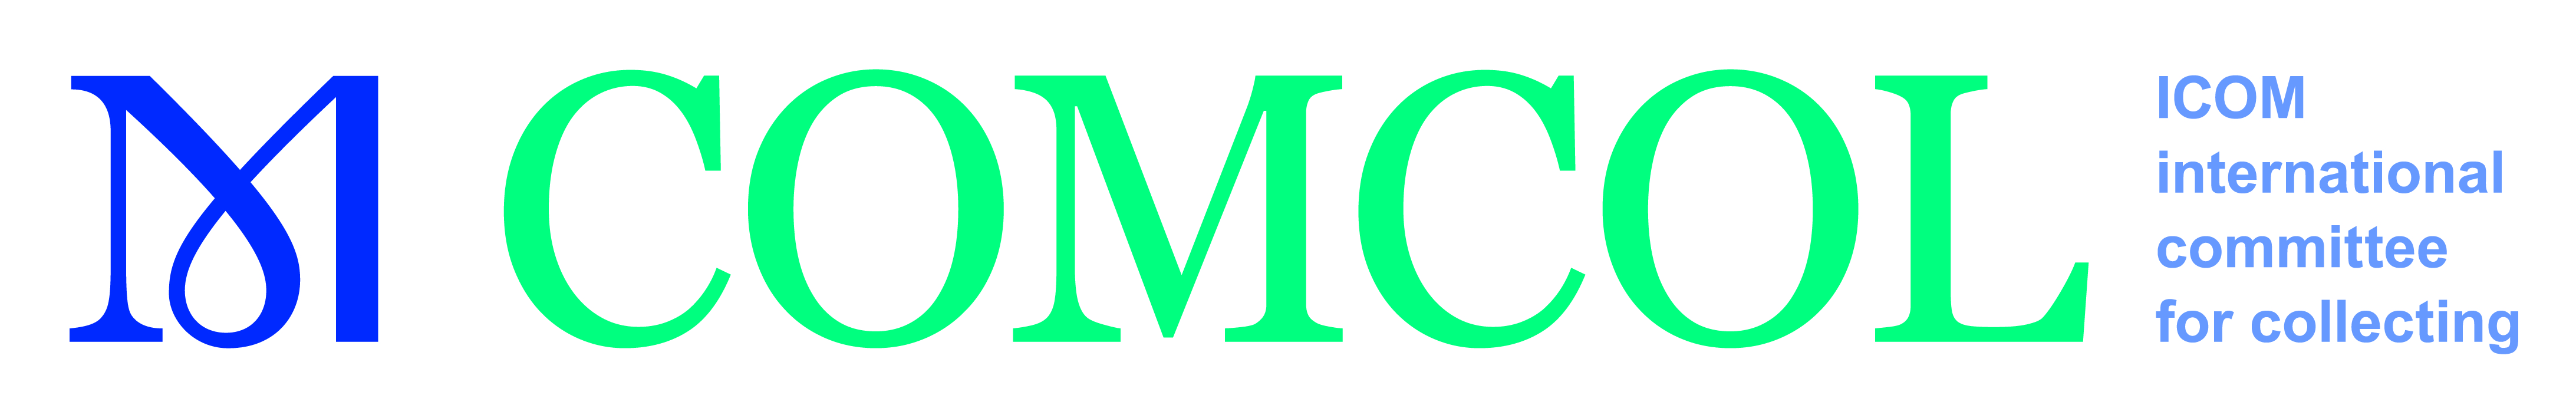 M COMCOL
ICOM
international
committee
for collecting